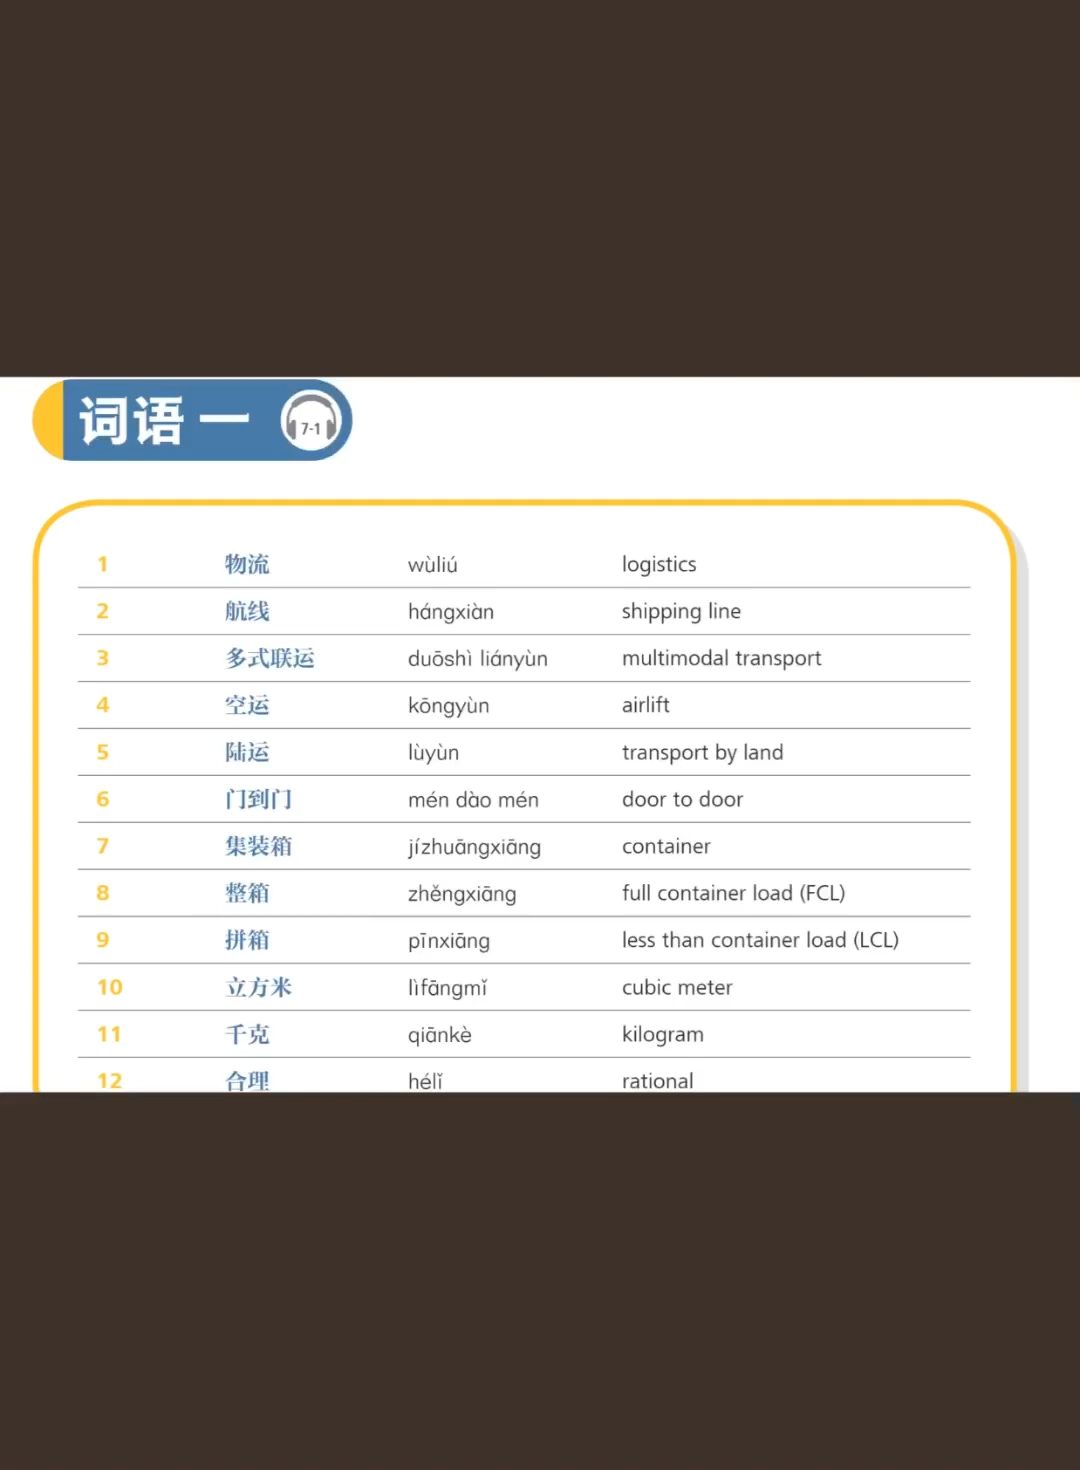 词语一 7-1
1 物流 wùliú logistics
2 航线 hángxiàn shipping line
3 多式联运 duōshì liányùn multimodal transport
4 空运 kōngyùn airlift
5 陆运 lùyùn transport by land
6 门到门 mén dào mén door to door
7 集装箱 jízhuāngxiāng container
8 整箱 zhěngxiāng full container load (FCL)
9 拼箱 pīnxiāng less than container load (LCL)
10 立方米 lìfāngmǐ cubic meter
11 千克 qiānkè kilogram
12 合理 hélǐ rational